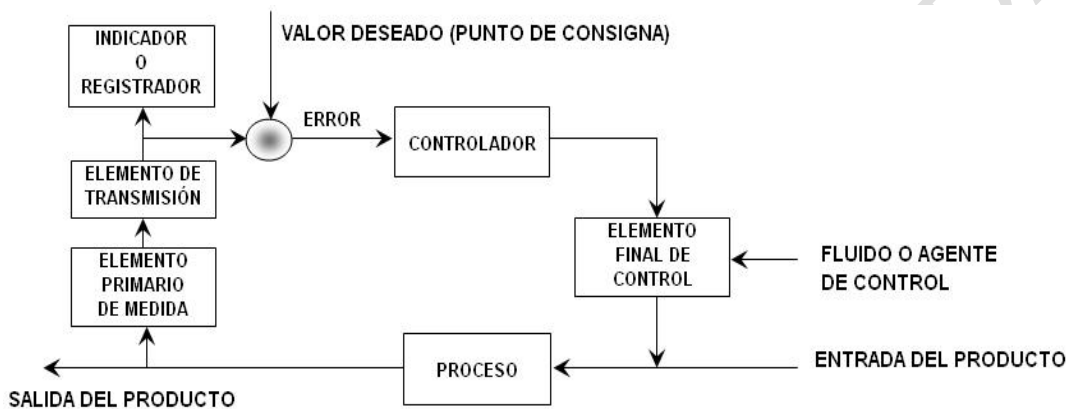 INDICADOR
O
REGISTRADOR
VALOR DESEADO (PUNTO DE CONSIGNA)
ERROR
CONTROLADOR
ELEMENTO DE
TRANSMISIÓN
ELEMENTO
PRIMARIO
DE MEDIDA
ELEMENTO
FINAL DE
CONTROL
FLUIDO O AGENTE
DE CONTROL
PROCESO
ENTRADA DEL PRODUCTO
SALIDA DEL PRODUCTO